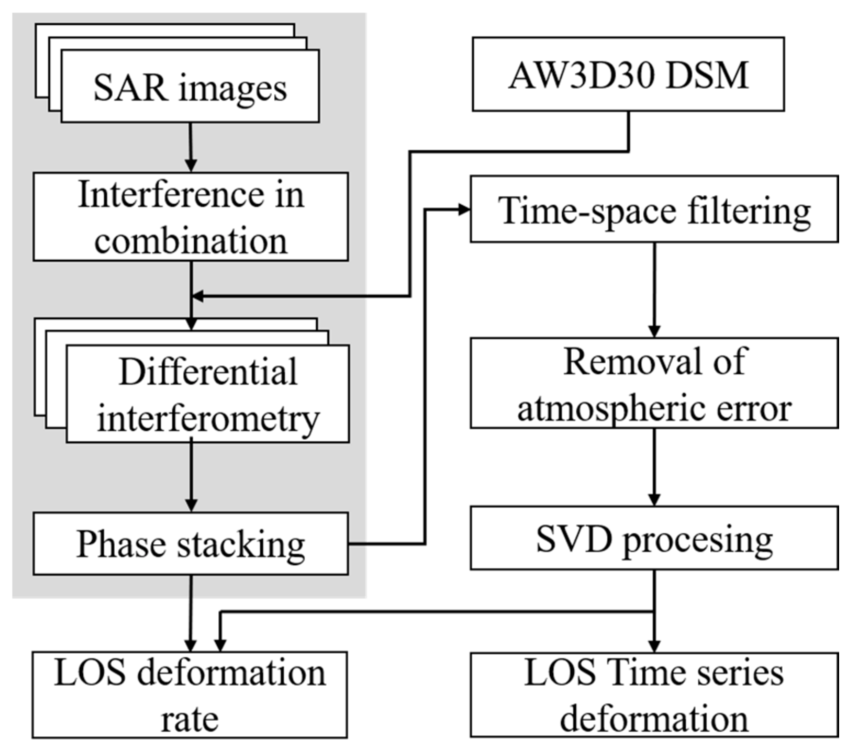 SAR images
Interference in
combination
Differential
interferometry
Phase stacking
LOS deformation
rate
AW3D30 DSM
Time-space filtering
Removal of
atmospheric error
SVD procesing
LOS Time series
deformation